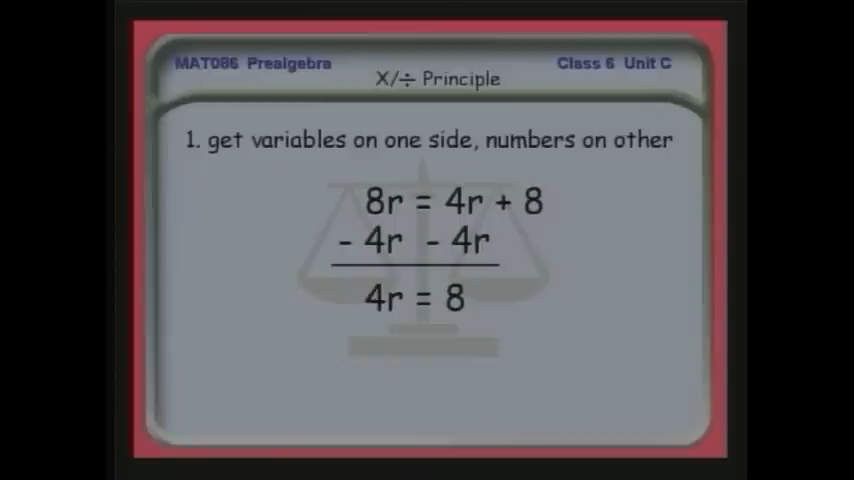 MAT086 Prealgebra
Class 6 Unit C
X/÷ Principle
1. get variables on one side, numbers on other
8r = 4r + 8
- 4r - 4r
4r = 8